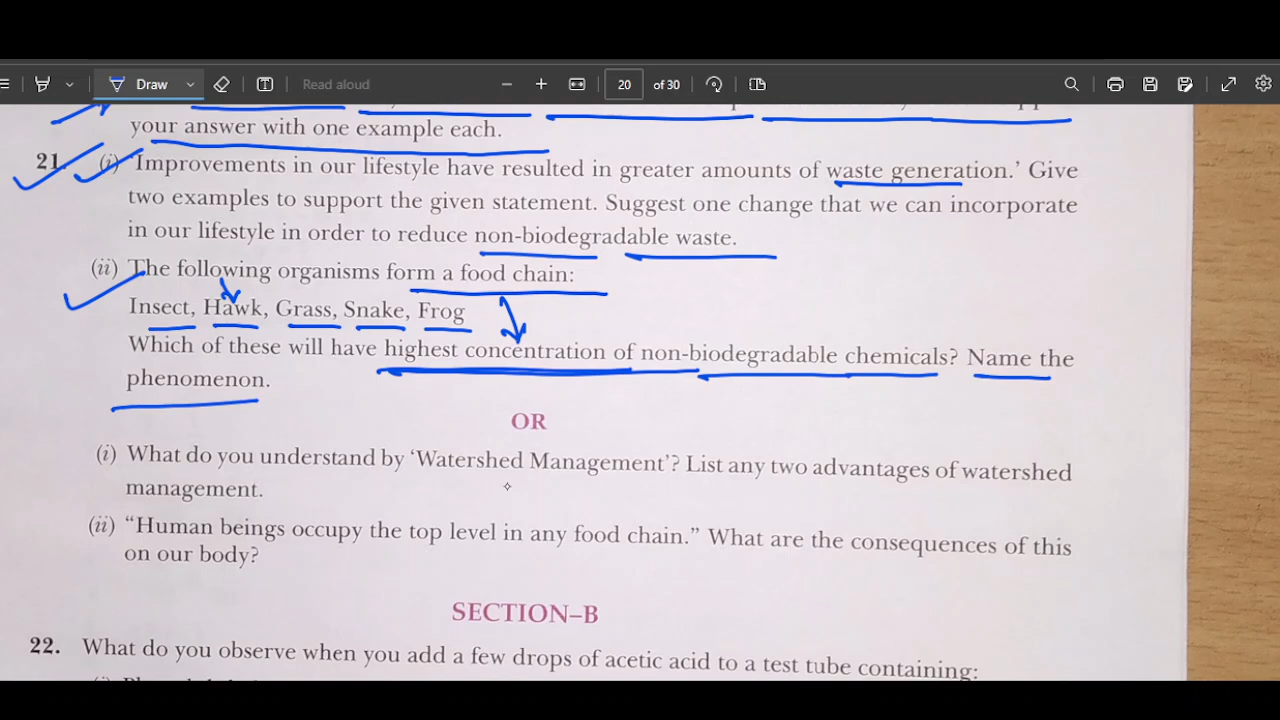 Draw
Read aloud
20 of 30
your answer with one example each.
21. (i) 'Improvements in our lifestyle have resulted in greater amounts of waste generation.' Give
two examples to support the given statement. Suggest one change that we can incorporate
in our lifestyle in order to reduce non-biodegradable waste.
(ii) The following organisms form a food chain:
Insect, Hawk, Grass, Snake, Frog
Which of these will have highest concentration of non-biodegradable chemicals? Name the
phenomenon.
OR
(i) What do you understand by 'Watershed Management'? List any two advantages of watershed
management.
(ii) "Human beings occupy the top level in any food chain." What are the consequences of this
on our body?
SECTION–B
22. What do you observe when you add a few drops of acetic acid to a test tube containing: